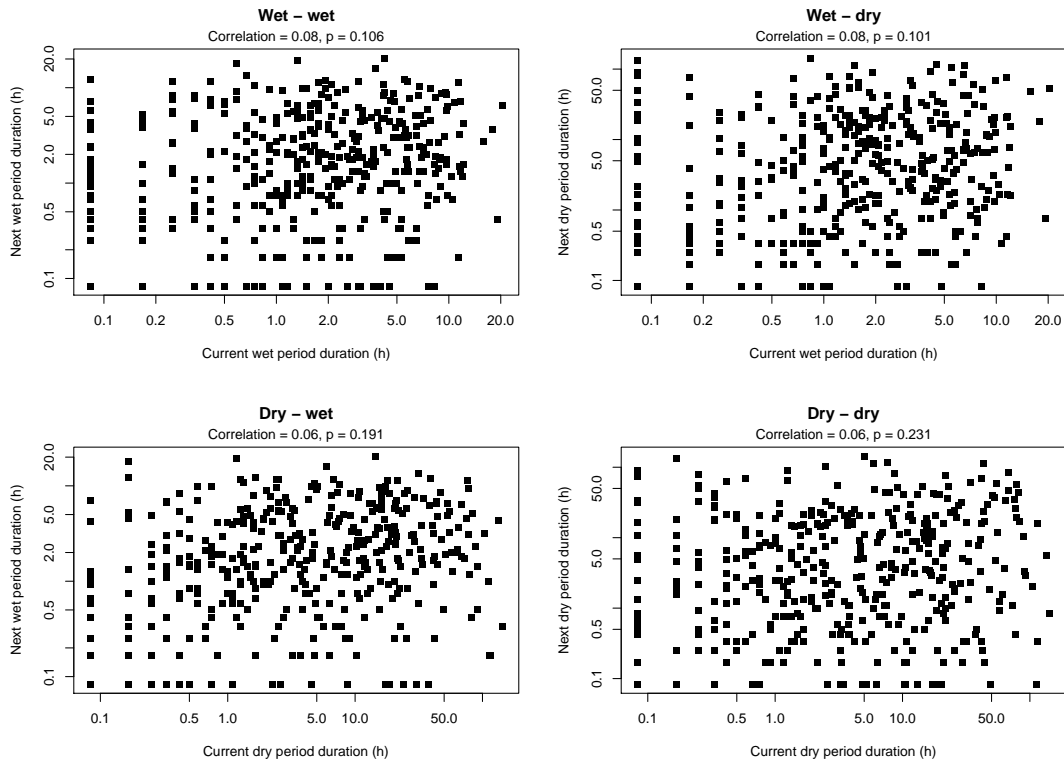 Wet − wet
Correlation = 0.08, p = 0.106
Next wet period duration (h)
20.0
5.0
2.0
0.5
0.1
0.1 0.2 0.5 1.0 2.0 5.0 10.0 20.0
Current wet period duration (h)
Wet − dry
Correlation = 0.08, p = 0.101
Next dry period duration (h)
50.0
5.0
0.5
0.1
0.1 0.2 0.5 1.0 2.0 5.0 10.0 20.0
Current wet period duration (h)
Dry − wet
Correlation = 0.06, p = 0.191
Next wet period duration (h)
20.0
5.0
2.0
0.5
0.1
0.1 0.5 1.0 5.0 10.0 50.0
Current dry period duration (h)
Dry − dry
Correlation = 0.06, p = 0.231
Next dry period duration (h)
50.0
5.0
0.5
0.1
0.1 0.5 1.0 5.0 10.0 50.0
Current dry period duration (h)